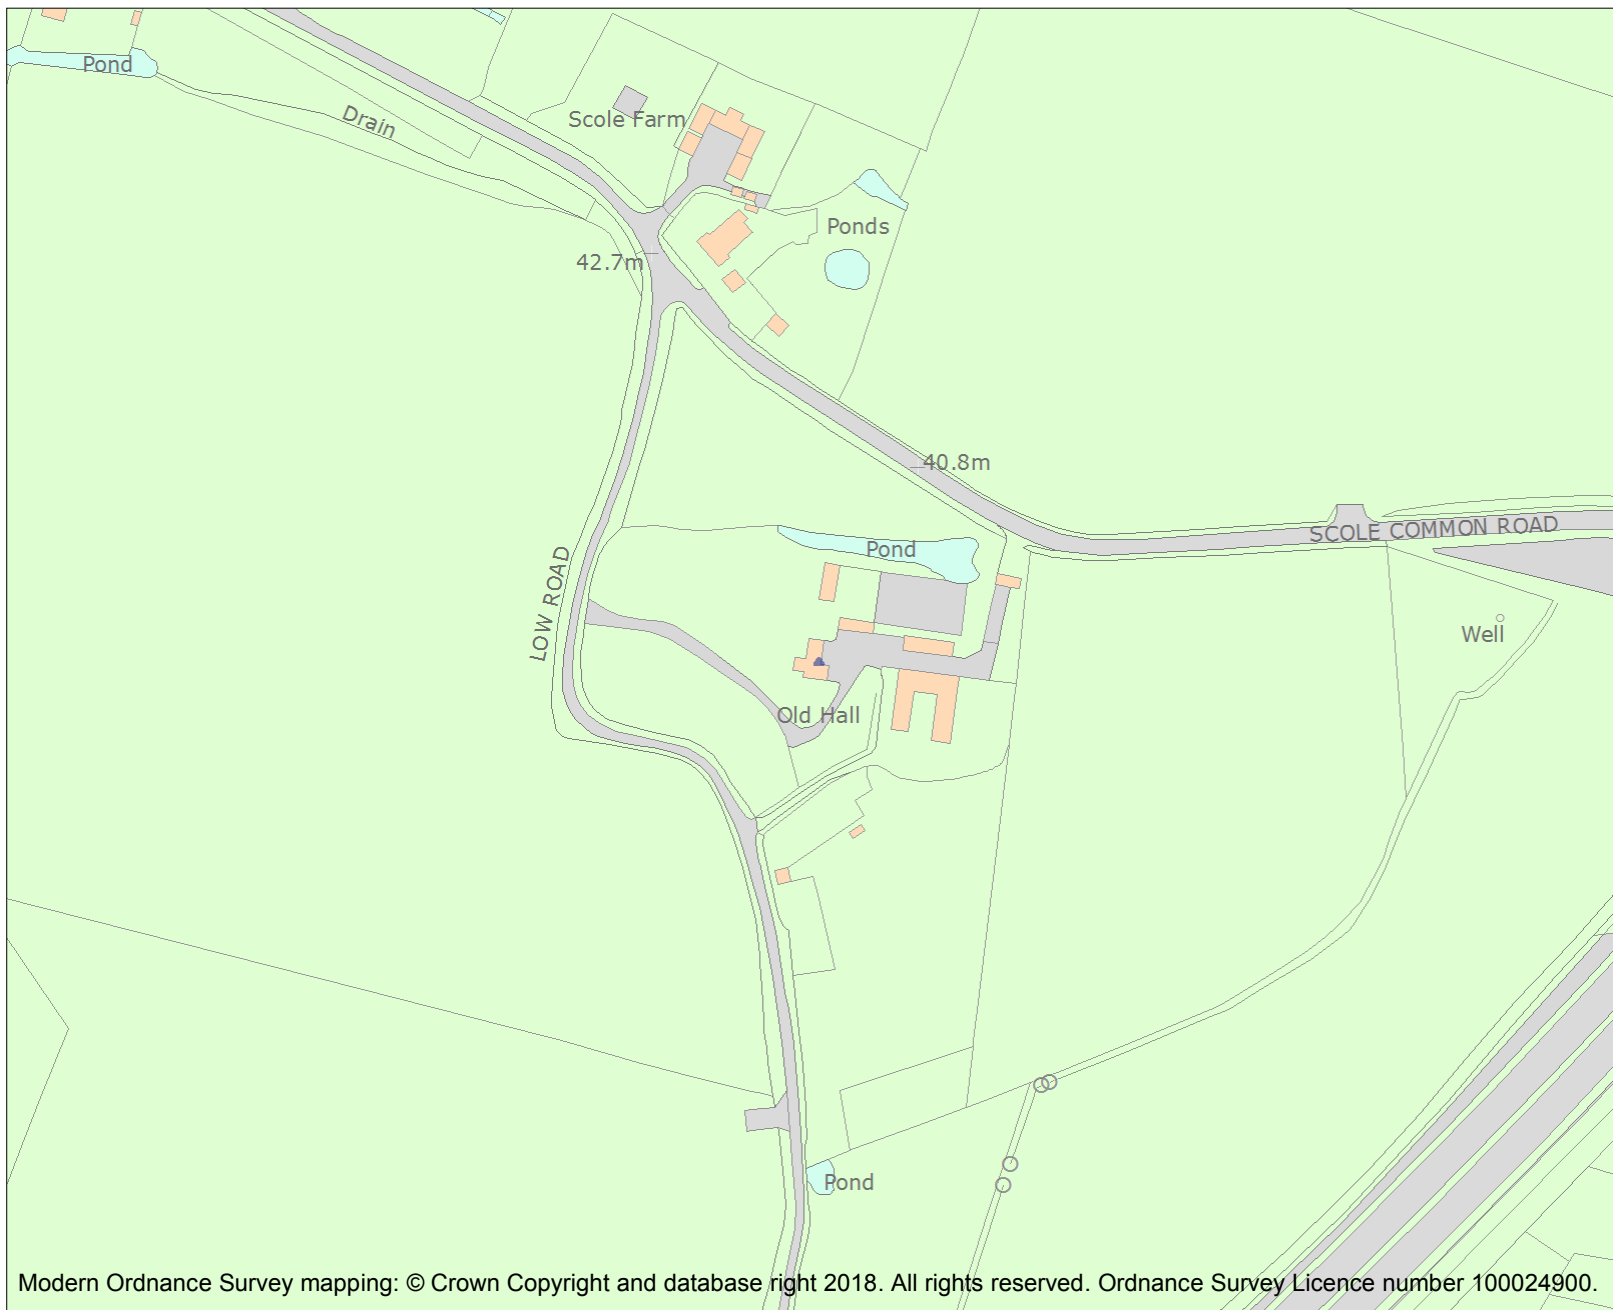 Pond
Drain
Scole Farm
Ponds
42.7m
40.8m
SCOLE COMMON ROAD
Pond
LOW ROAD
Well
Old Hall
Pond
Modern Ordnance Survey mapping: © Crown Copyright and database right 2018. All rights reserved. Ordnance Survey Licence number 100024900.